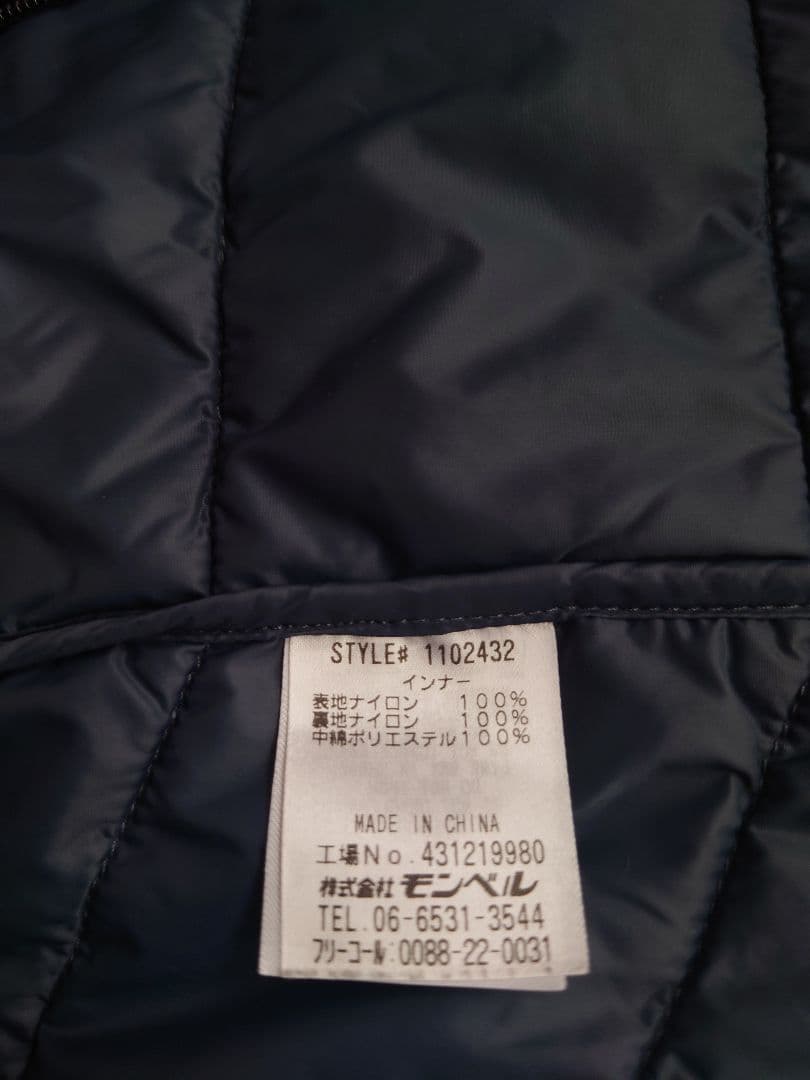 STYLE# 1102432
インナー
表地ナイロン 100%
裏地ナイロン 100%
中綿ポリエステル100%
MADE IN CHINA
工場No.431219980
株式会社 モンベル
TEL.06-6531-3544
フリーコール:0088-22-0031